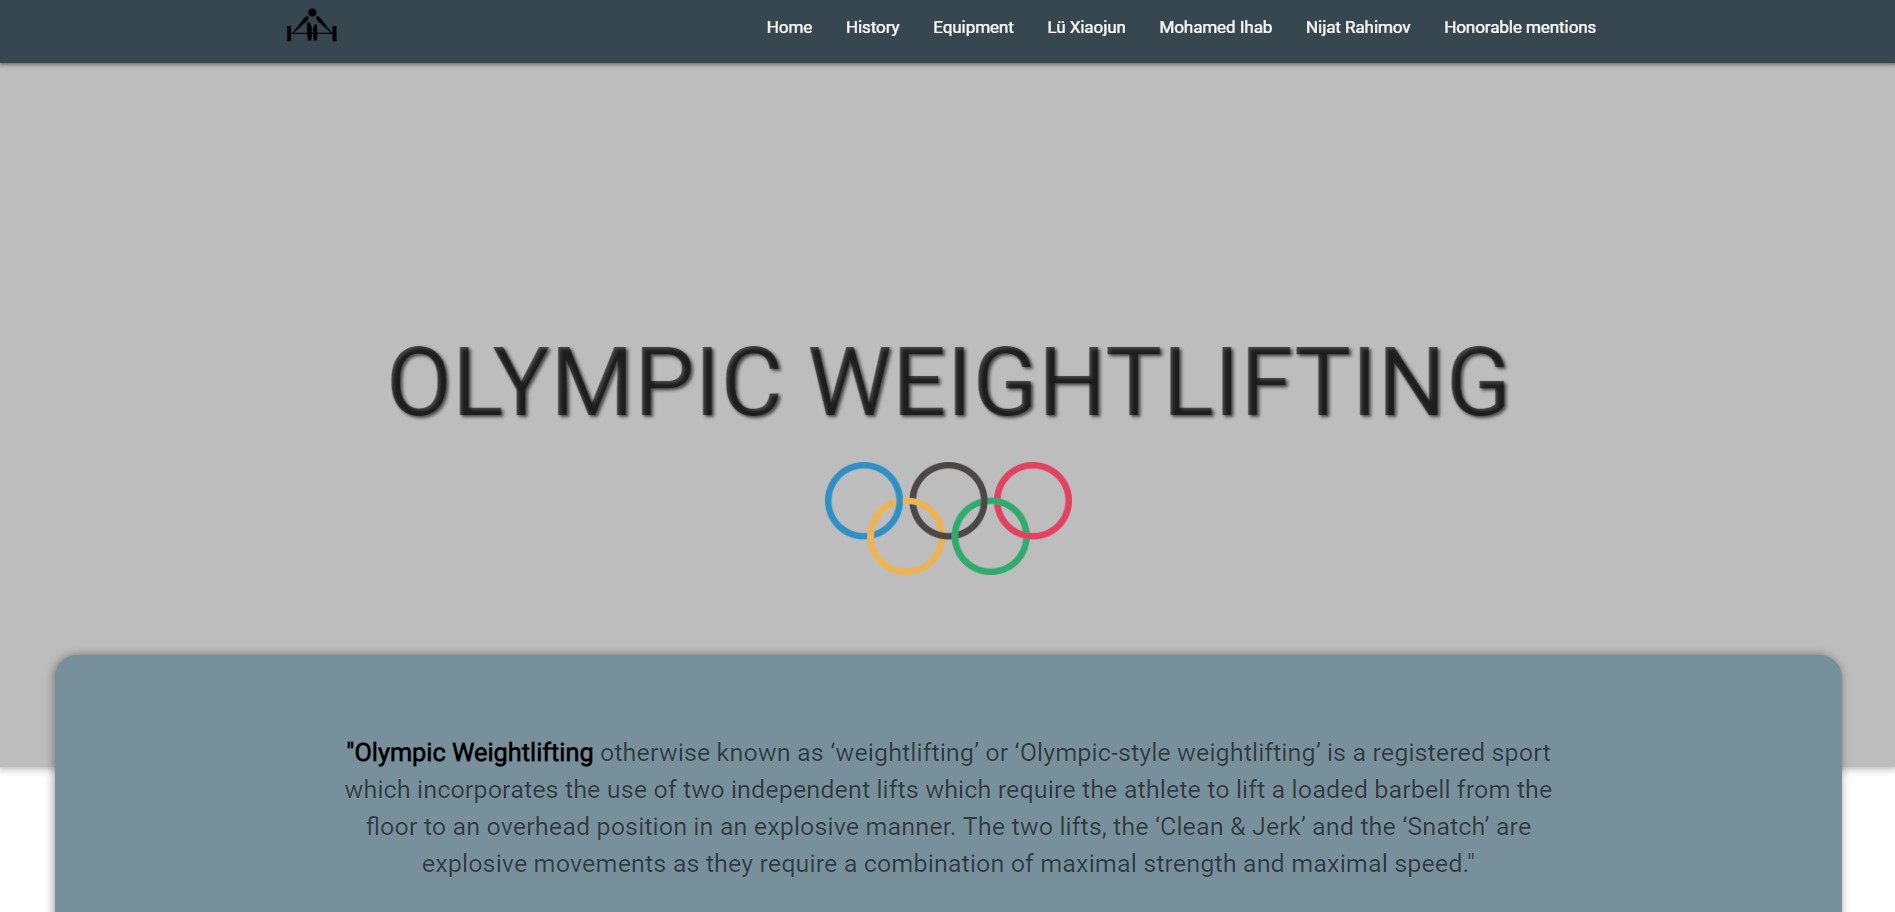 Home History Equipment Lü Xiaojun Mohamed Ihab Nijat Rahimov Honorable mentions
OLYMPIC WEIGHTLIFTING
"Olympic Weightlifting otherwise known as ‘weightlifting’ or ‘Olympic-style weightlifting’ is a registered sport
which incorporates the use of two independent lifts which require the athlete to lift a loaded barbell from the
floor to an overhead position in an explosive manner. The two lifts, the ‘Clean & Jerk’ and the ‘Snatch’ are
explosive movements as they require a combination of maximal strength and maximal speed."